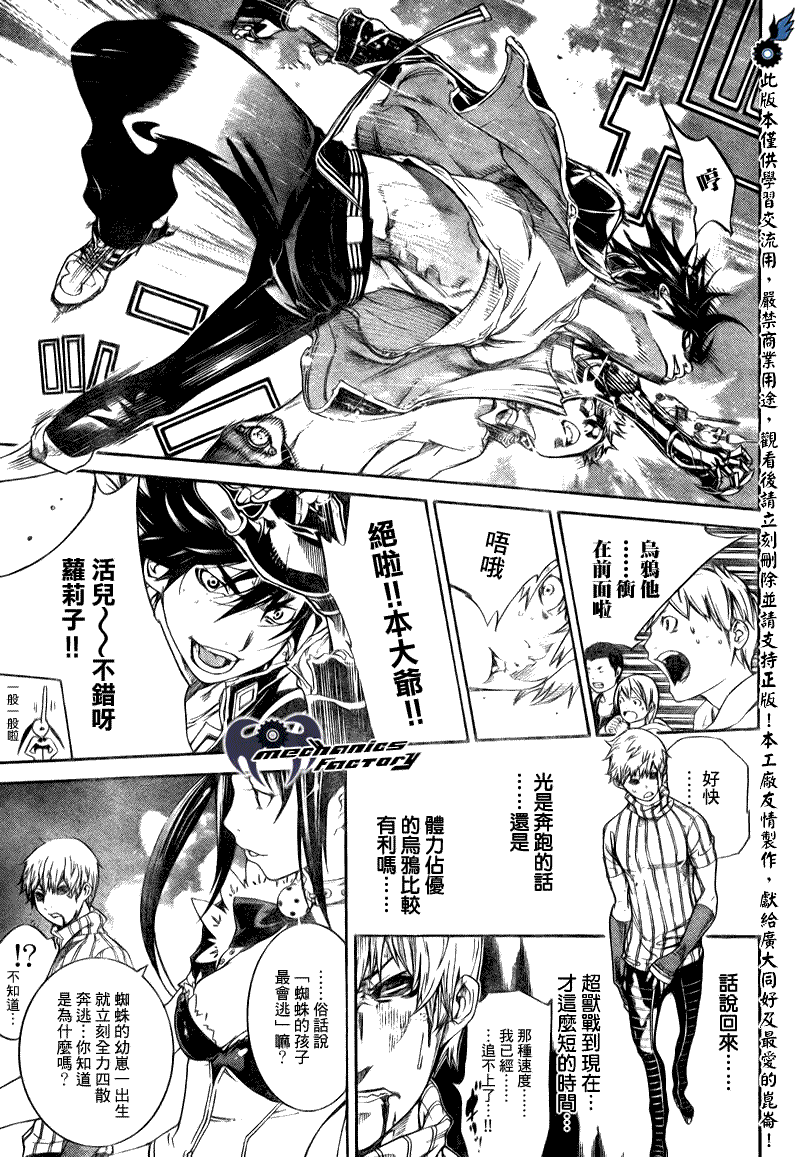 此版本僅供學習交流用，嚴禁商業用途，觀看後請立刻刪除並請支持正版！本工廠友情製作，獻給廣大同好及最愛的崑崙！
哼
烏鴉他
……衝
在前面啦
唔哦
絕啦!!本大爺!!
活兒～～不錯呀
蘿莉子!!
一般一般啦
mechanics
factory
好快
……
光是奔跑的話
……還是
體力佔優
的烏鴉比較
有利嗎……
話說回來……
超獸戰到現在…
才這麼短的時間…
那種速度…
我已經……
…追不上了…!!
……俗話說
「蜘蛛的孩子
最會逃」嘛?
蜘蛛的幼崽一出生
就立刻全力四散
奔逃…你知道
是為什麼嗎?
!?
不知道…